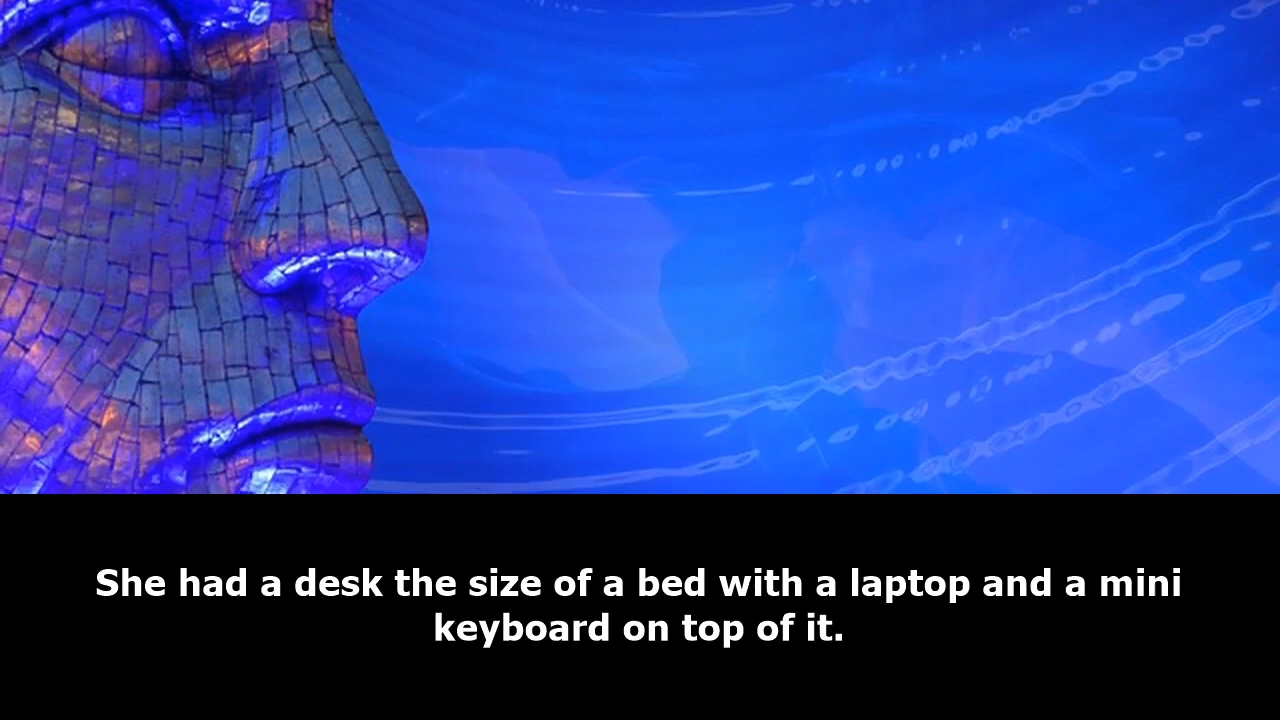 She had a desk the size of a bed with a laptop and a mini
keyboard on top of it.